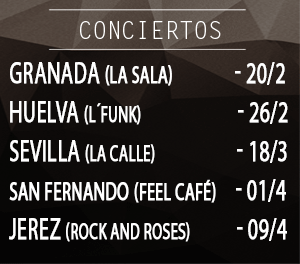 CONCIERTOS
GRANADA (LA SALA) - 20/2
HUELVA (L´FUNK) - 26/2
SEVILLA (LA CALLE) - 18/3
SAN FERNANDO (FEEL CAFÉ) - 01/4
JEREZ (ROCK AND ROSES) - 09/4